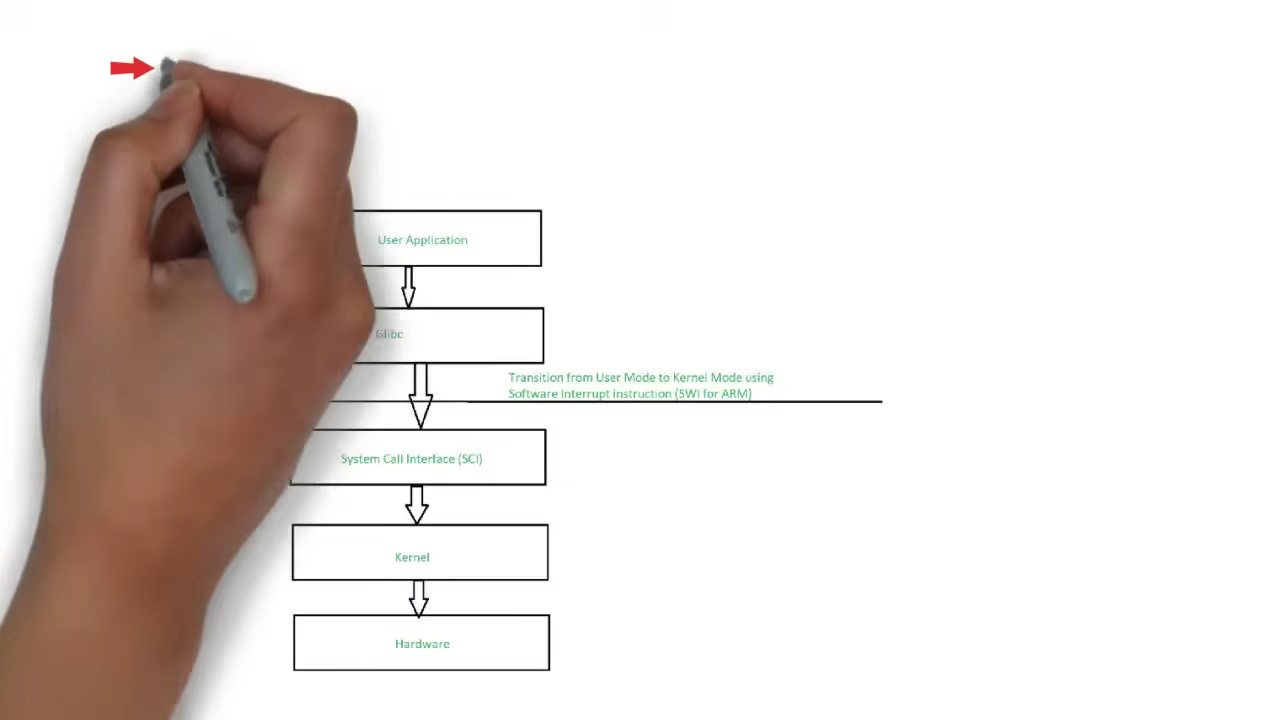 User Application
Glibc
Transition from User Mode to Kernel Mode using
Software Interrupt instruction (SWI for ARM)
System Call Interface (SCI)
Kernel
Hardware